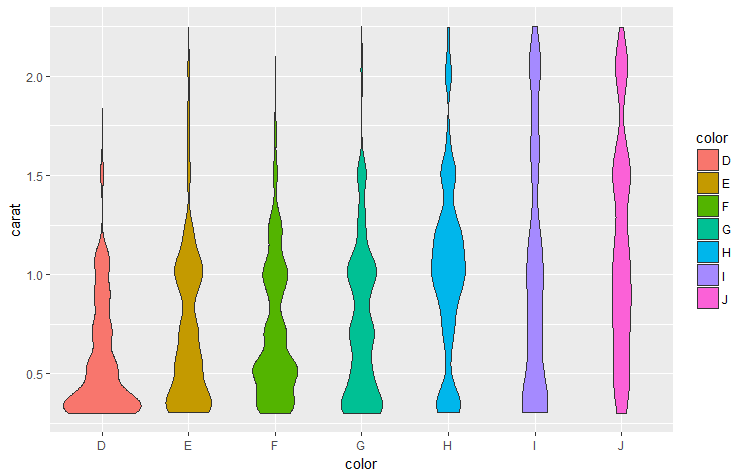 2.0
1.5
1.0
0.5
carat
D E F G H I J
color
color
D
E
F
G
H
I
J